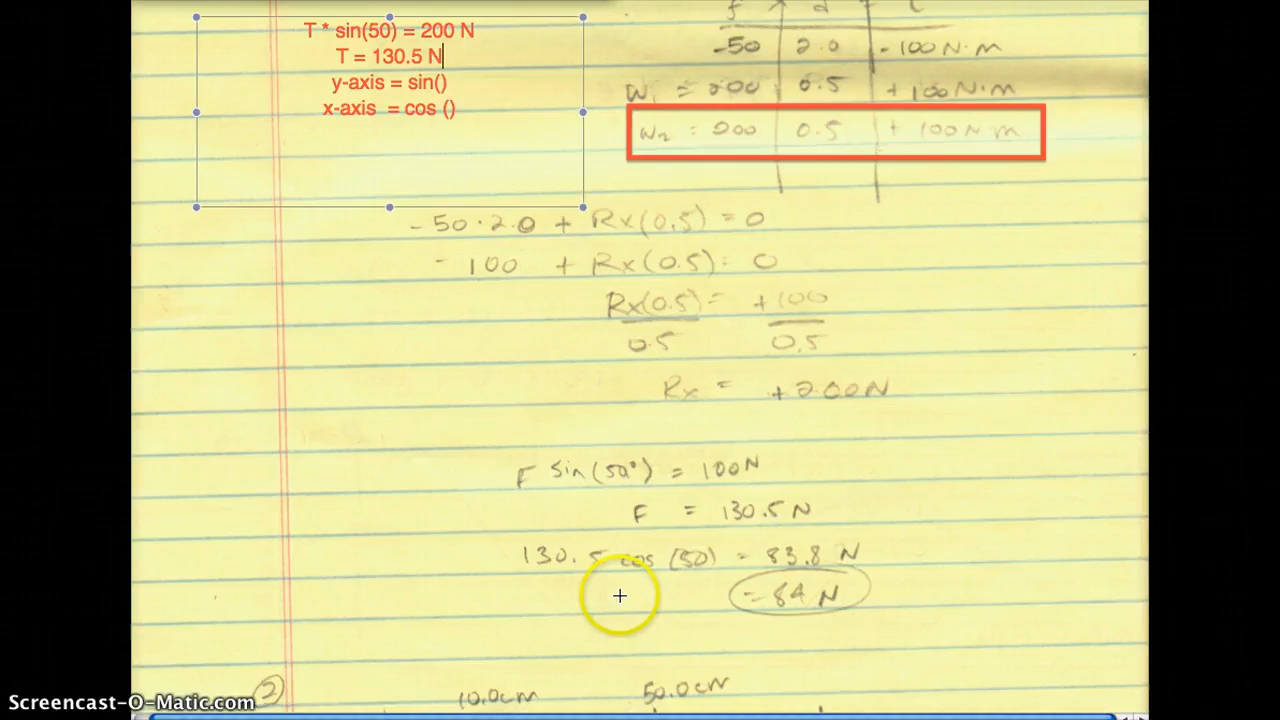 T * sin(50) = 200 N
T = 130.5 N
y-axis = sin()
x-axis = cos ()
-50 2.0 -100 N·m
W1 = 200 0.5 +100 N·m
W2 = 200 0.5 + 100 N·m
-50·2.0 + Rx(0.5) = 0
- 100 + Rx(0.5) = 0
Rx(0.5) = +100
0.5 0.5
Rx = +200N
F sin(50°) = 100N
F = 130.5 N
130.5 cos (50) = 83.8 N
= 84 N
2 10.0cm 50.0cm
Screencast-O-Matic.com